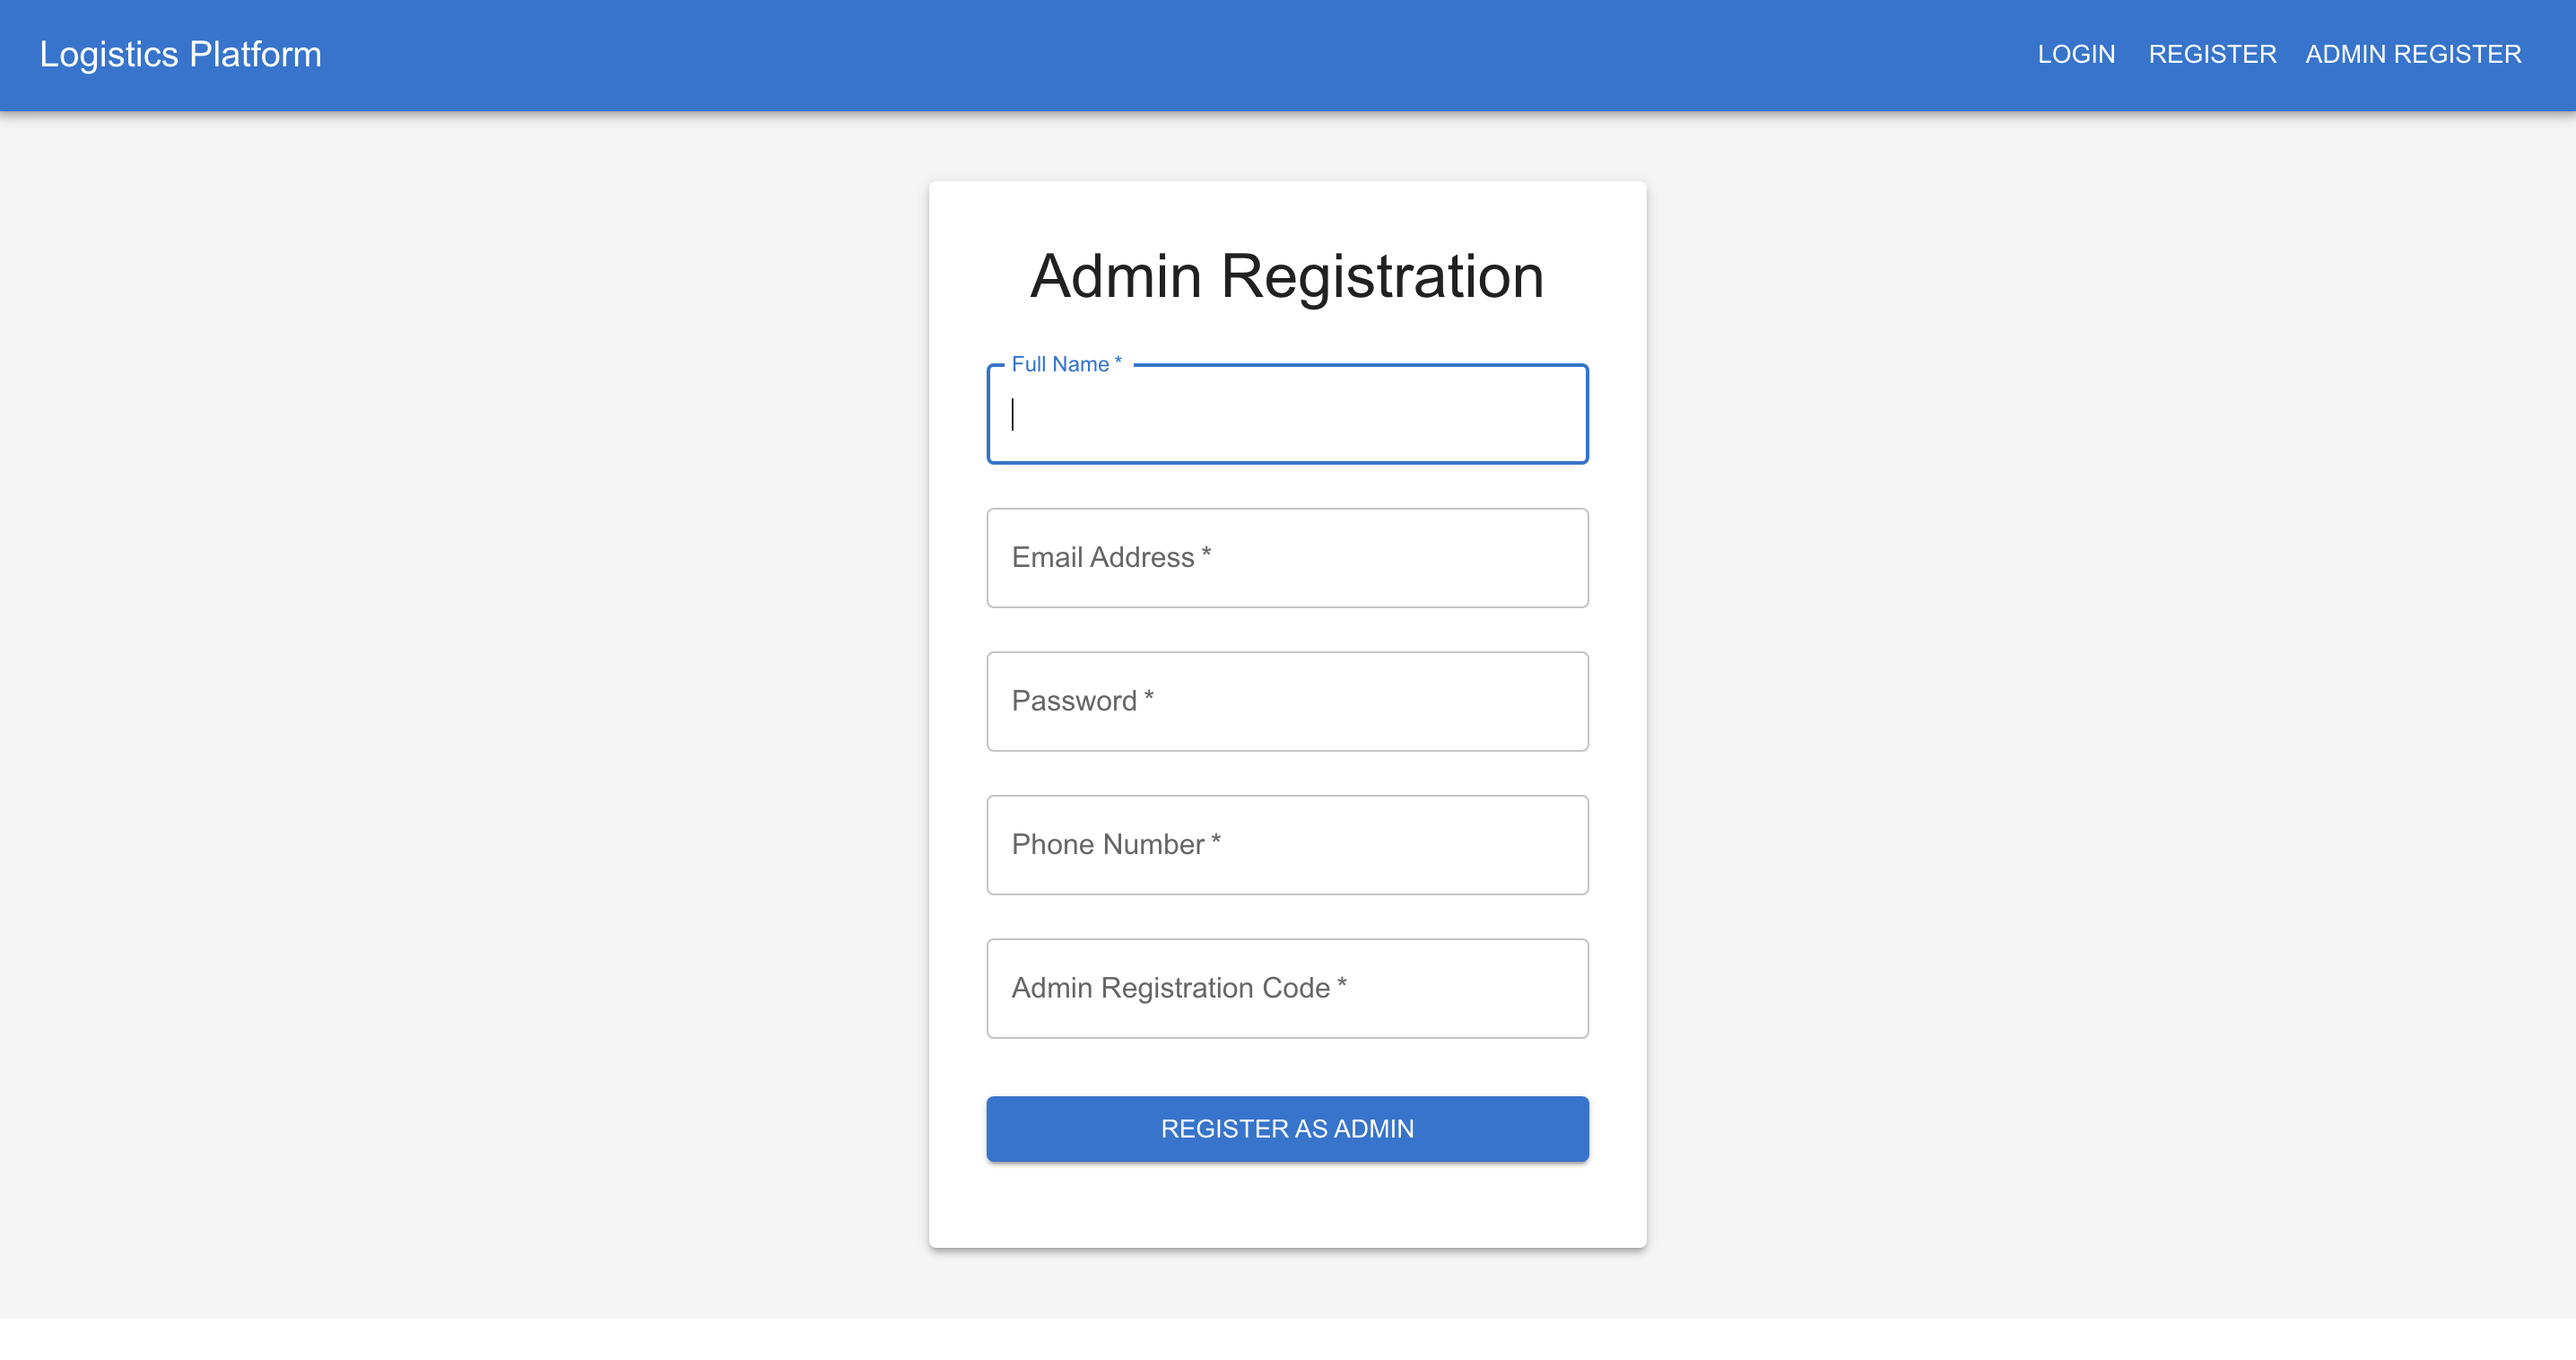 Logistics Platform
LOGIN REGISTER ADMIN REGISTER
Admin Registration
Full Name *
Email Address *
Password *
Phone Number *
Admin Registration Code *
REGISTER AS ADMIN